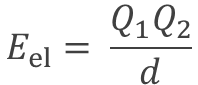 E_el = Q_1Q_2 / d